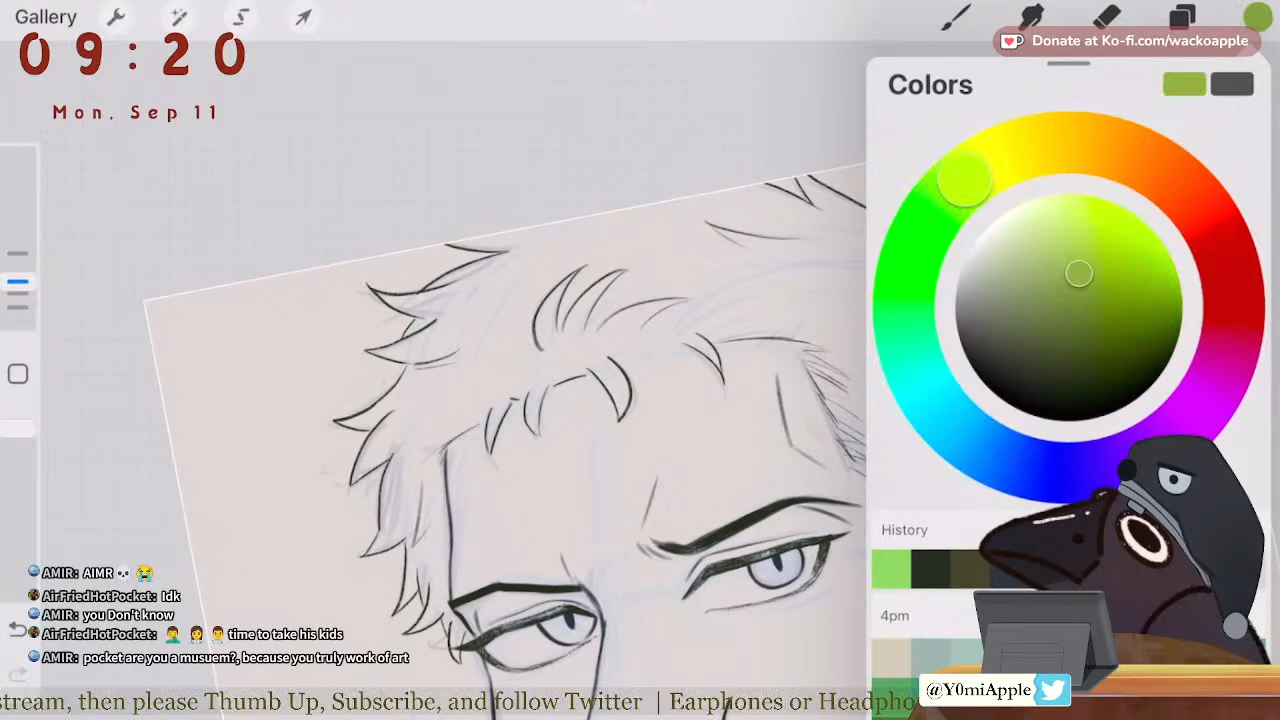 Gallery
Donate at Ko-fi.com/wackoapple
09:20
Mon, Sep 11
Colors
History
4pm
AMIR: AIMR💀 😭
AirFriedHotPocket: Idk
AMIR: you Don't know
AirFriedHotPocket: 🤦‍♂️ 👩‍⚖️ 👨‍⚖️ time to take his kids
AMIR: pocket are you a musuem?, because you truly work of art
@Y0miApple
stream, then please Thumb Up, Subscribe, and follow Twitter | Earphones or Headpho